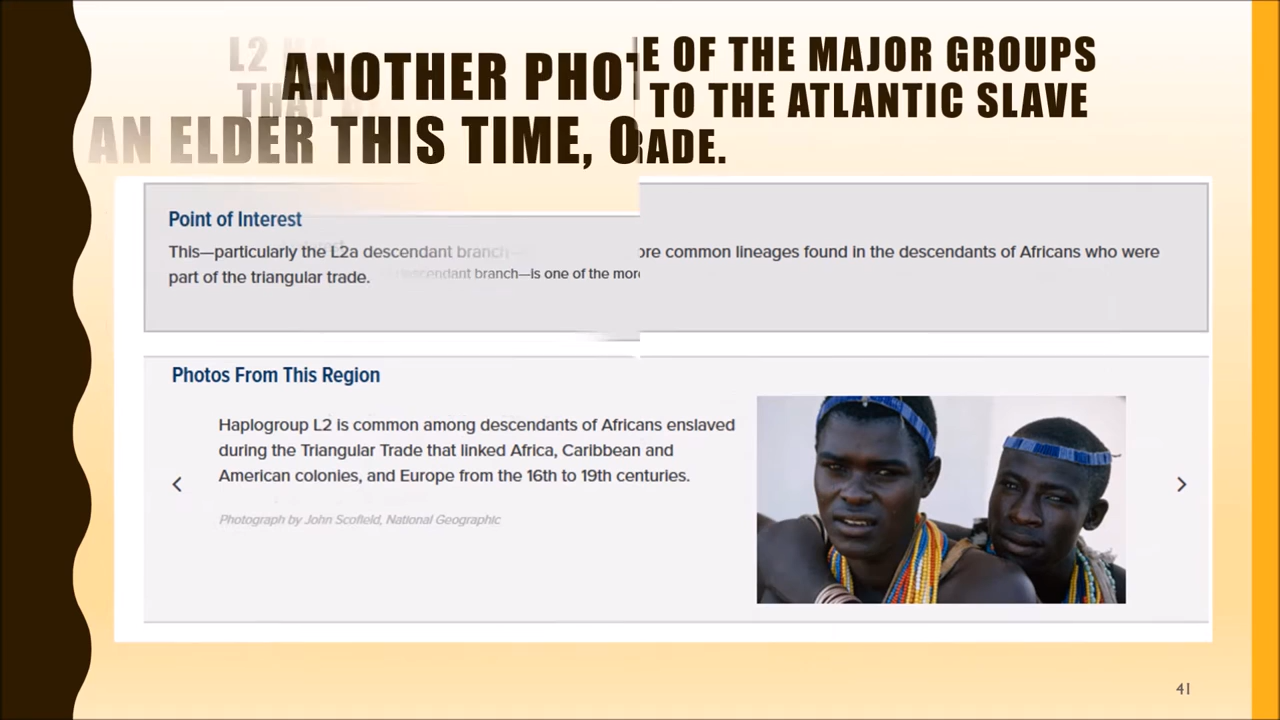 L2
ANOTHER PHOT
E OF THE MAJOR GROUPS
THAT
TO THE ATLANTIC SLAVE
AN ELDER THIS TIME, O
RADE.
Point of Interest
This—particularly the L2a descendant branch—
ore common lineages found in the descendants of Africans who were
part of the triangular trade.
descendant branch—is one of the more
Photos From This Region
Haplogroup L2 is common among descendants of Africans enslaved
during the Triangular Trade that linked Africa, Caribbean and
American colonies, and Europe from the 16th to 19th centuries.
Photograph by John Scofield, National Geographic
41